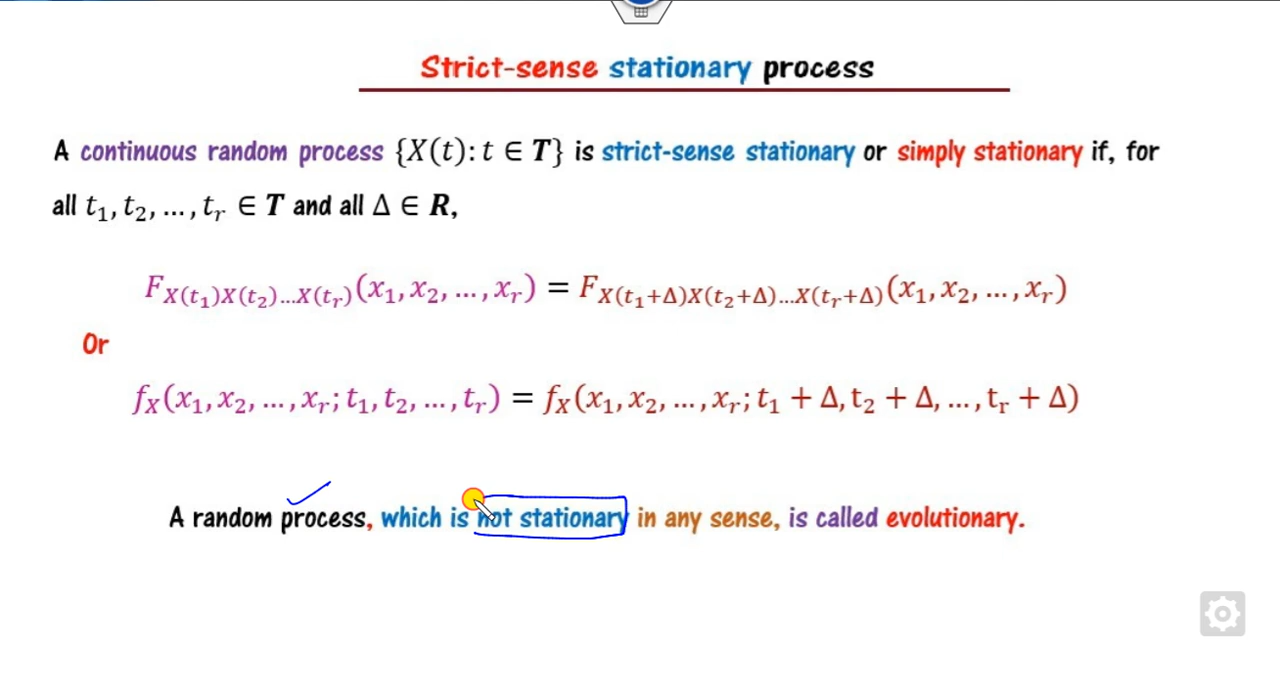 Strict-sense stationary process
A continuous random process {X(t): t ∈ T} is strict-sense stationary or simply stationary if, for
all t₁, t₂, ..., tᵣ ∈ T and all Δ ∈ R,
F_{X(t₁)X(t₂)...X(tᵣ)}(x₁, x₂, ..., xᵣ) = F_{X(t₁+Δ)X(t₂+Δ)...X(tᵣ+Δ)}(x₁, x₂, ..., xᵣ)
Or
f_X(x₁, x₂, ..., xᵣ; t₁, t₂, ..., tᵣ) = f_X(x₁, x₂, ..., xᵣ; t₁ + Δ, t₂ + Δ, ..., tᵣ + Δ)
A random process, which is not stationary in any sense, is called evolutionary.